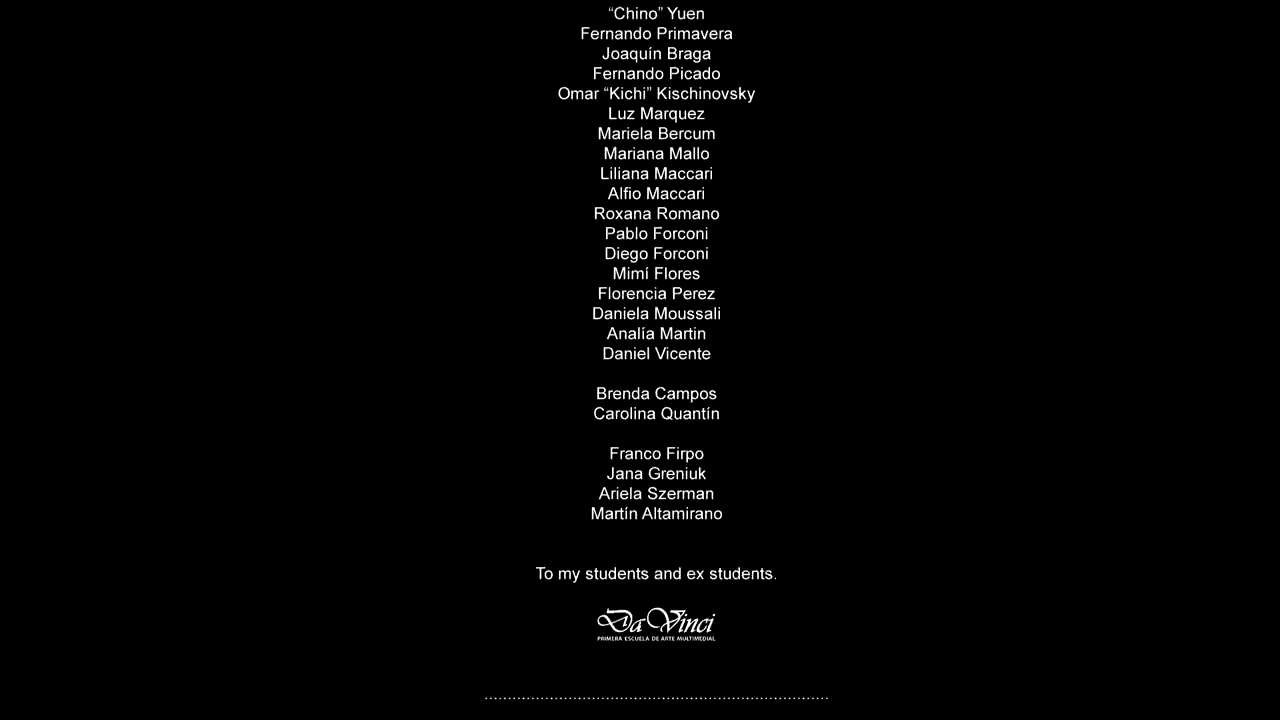 “Chino” Yuen
Fernando Primavera
Joaquín Braga
Fernando Picado
Omar “Kichi” Kischinovsky
Luz Marquez
Mariela Bercum
Mariana Mallo
Liliana Maccari
Alfio Maccari
Roxana Romano
Pablo Forconi
Diego Forconi
Mimí Flores
Florencia Perez
Daniela Moussali
Analía Martin
Daniel Vicente
Brenda Campos
Carolina Quantín
Franco Firpo
Jana Greniuk
Ariela Szerman
Martín Altamirano
To my students and ex students.
Da Vinci
PRIMERA ESCUELA DE ARTE MULTIMEDIAL